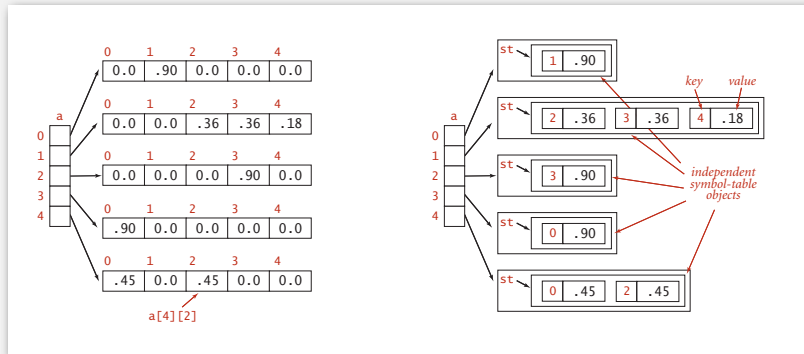 0 1 2 3 4
0.0 .90 0.0 0.0 0.0
0 1 2 3 4
0.0 0.0 .36 .36 .18
a
0
1
2
3
4
0 1 2 3 4
0.0 0.0 0.0 .90 0.0
0 1 2 3 4
.90 0.0 0.0 0.0 0.0
0 1 2 3 4
.45 0.0 .45 0.0 0.0
a[4][2]
st
1 .90
key value
st
2 .36 3 .36 4 .18
a
0
1
2
3
4
st
3 .90
independent
symbol-table
objects
st
0 .90
st
0 .45 2 .45